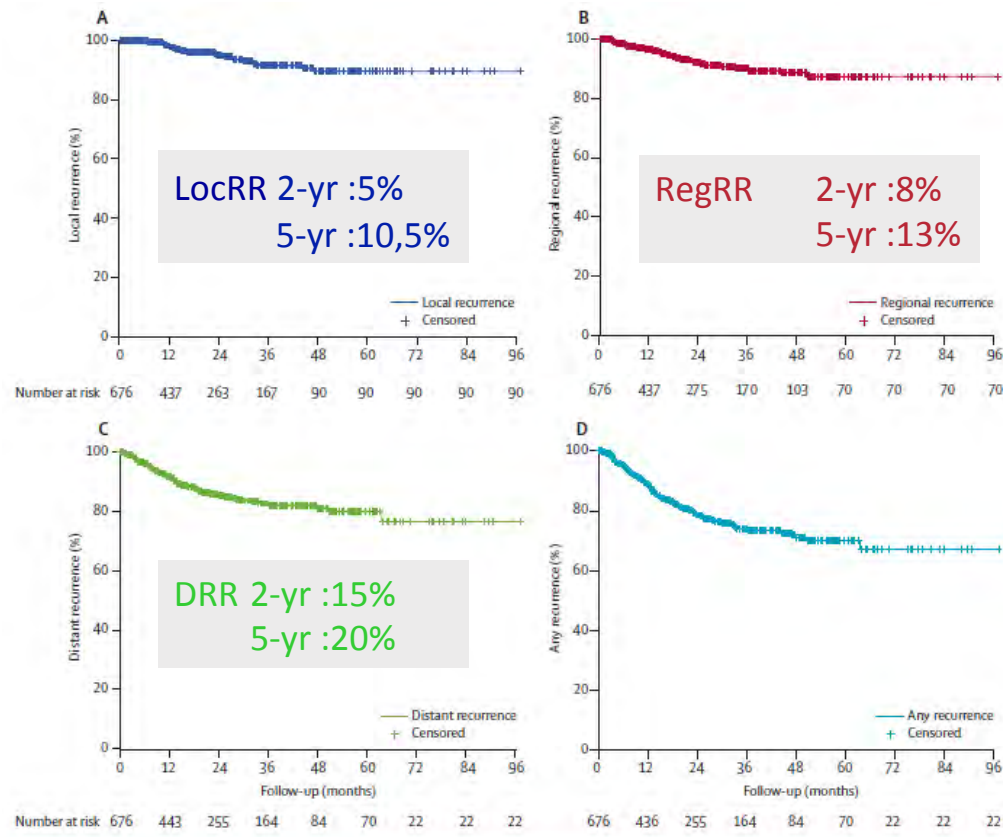 A
100
80
60
40
20
0
Local recurrence (%)
LocRR 2-yr :5%
5-yr :10,5%
Local recurrence
Censored
0 12 24 36 48 60 72 84 96
Number at risk 676 437 263 167 90 90 90 90 90
B
100
80
60
40
20
0
Regional recurrence (%)
RegRR 2-yr :8%
5-yr :13%
Regional recurrence
Censored
0 12 24 36 48 60 72 84 96
676 437 275 170 103 70 70 70 70
C
100
80
60
40
20
0
Distant recurrence (%)
DRR 2-yr :15%
5-yr :20%
Distant recurrence
Censored
0 12 24 36 48 60 72 84 96
Follow-up (months)
Number at risk 676 443 255 164 84 70 22 22 22
D
100
80
60
40
20
0
Any recurrence (%)
Any recurrence
Censored
0 12 24 36 48 60 72 84 96
Follow-up (months)
676 436 255 164 84 70 22 22 22